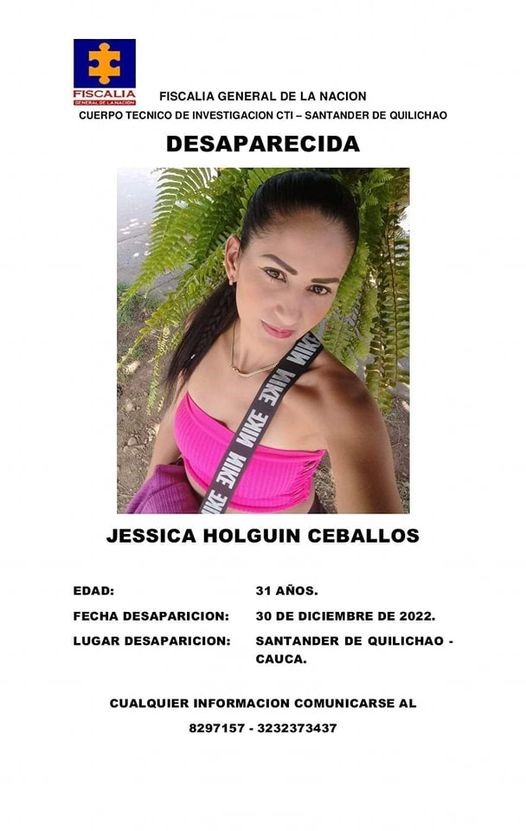 FISCALIA
GENERAL DE LA NACION
FISCALIA GENERAL DE LA NACION
CUERPO TECNICO DE INVESTIGACION CTI – SANTANDER DE QUILICHAO
DESAPARECIDA
NIKE NIKE NIKE NIKE NIKE
JESSICA HOLGUIN CEBALLOS
EDAD: 31 AÑOS.
FECHA DESAPARICION: 30 DE DICIEMBRE DE 2022.
LUGAR DESAPARICION: SANTANDER DE QUILICHAO -
CAUCA.
CUALQUIER INFORMACION COMUNICARSE AL
8297157 - 3232373437